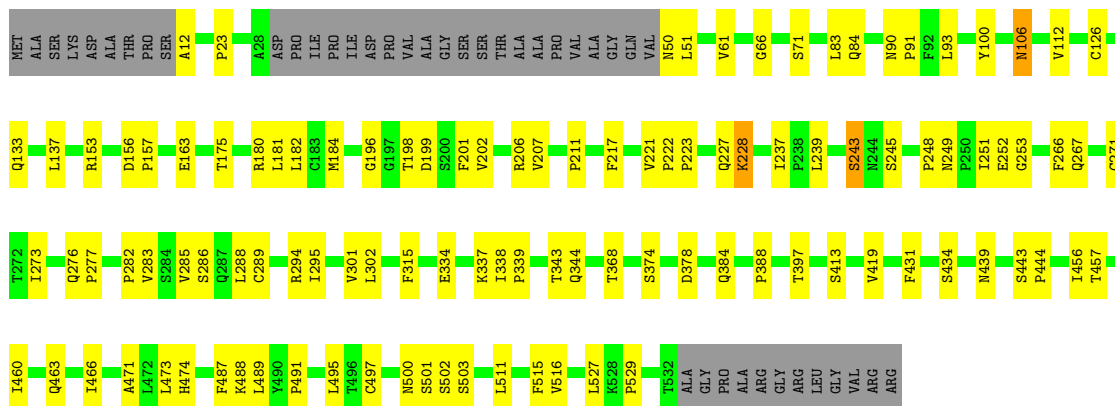 MET ALA SER LYS ASP ALA THR PRO SER A12 P23 A28 ASP PRO ILE PRO ILE ASP PRO VAL ALA GLY SER SER THR ALA ALA PRO VAL ALA GLY GLN VAL N50 L51 V61 G66 S71 L83 Q84 N90 P91 F92 L93 Y100 N106 V112 C126
Q133 L137 R153 D156 P157 E163 T175 R180 L181 L182 C183 M184 G196 G197 T198 D199 S200 F201 V202 R206 V207 P211 F217 V221 P222 P223 Q227 K228 I237 P238 L239 S243 N244 S245 P248 N249 P250 I251 E252 G253 F266 Q267
T272 I273 Q276 P277 P282 V283 S284 V285 S286 Q287 L288 C289 R294 I295 V301 L302 F315 E334 K337 I338 P339 T343 Q344 T368 S374 D378 Q384 P388 T397 S413 V419 F431 S434 N439 S443 P444 I456 T457
I460 Q463 I466 A471 L472 L473 H474 F487 K488 L489 Y490 P491 L495 T496 C497 N500 S501 S502 S503 L511 F515 V516 L527 K528 P529 T532 ALA GLY PRO ALA ARG GLY ARG LEU GLY VAL ARG ARG